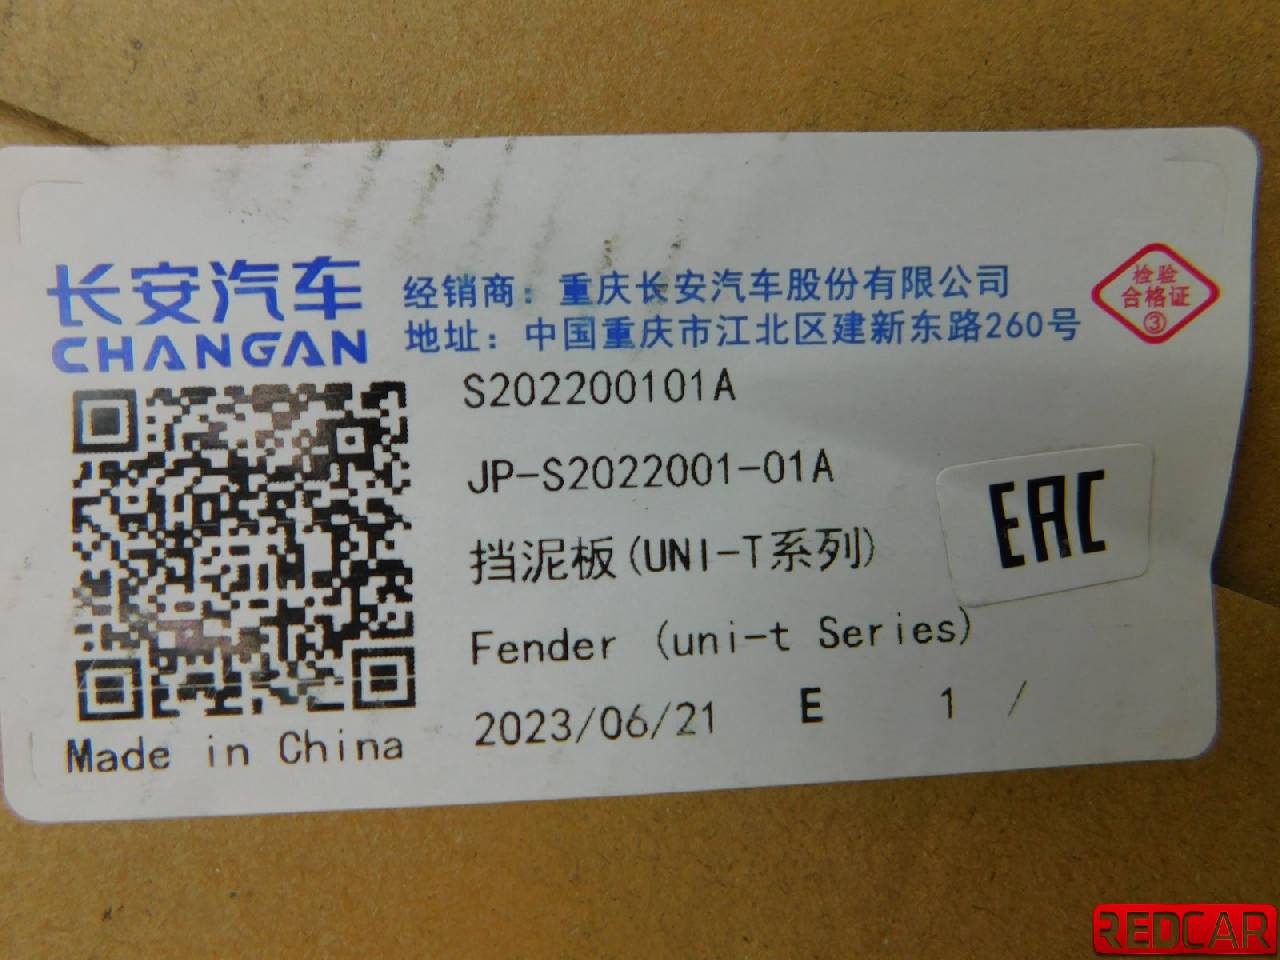 长安汽车
CHANGAN
经销商：重庆长安汽车股份有限公司
地址：中国重庆市江北区建新东路260号
检验
合格证
③
S202200101A
JP-S2022001-01A
挡泥板(UNI-T系列)
EAC
Fender (uni-t Series)
2023/06/21 E 1 /
Made in China
REDCAR